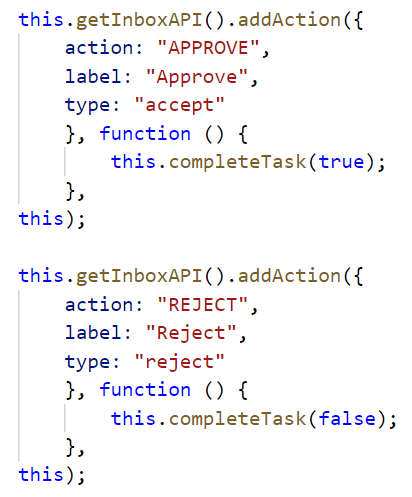 this.getInboxAPI().addAction({
    action: "APPROVE",
    label: "Approve",
    type: "accept"
    }, function () {
        this.completeTask(true);
    },
this);

this.getInboxAPI().addAction({
    action: "REJECT",
    label: "Reject",
    type: "reject"
    }, function () {
        this.completeTask(false);
    },
this);